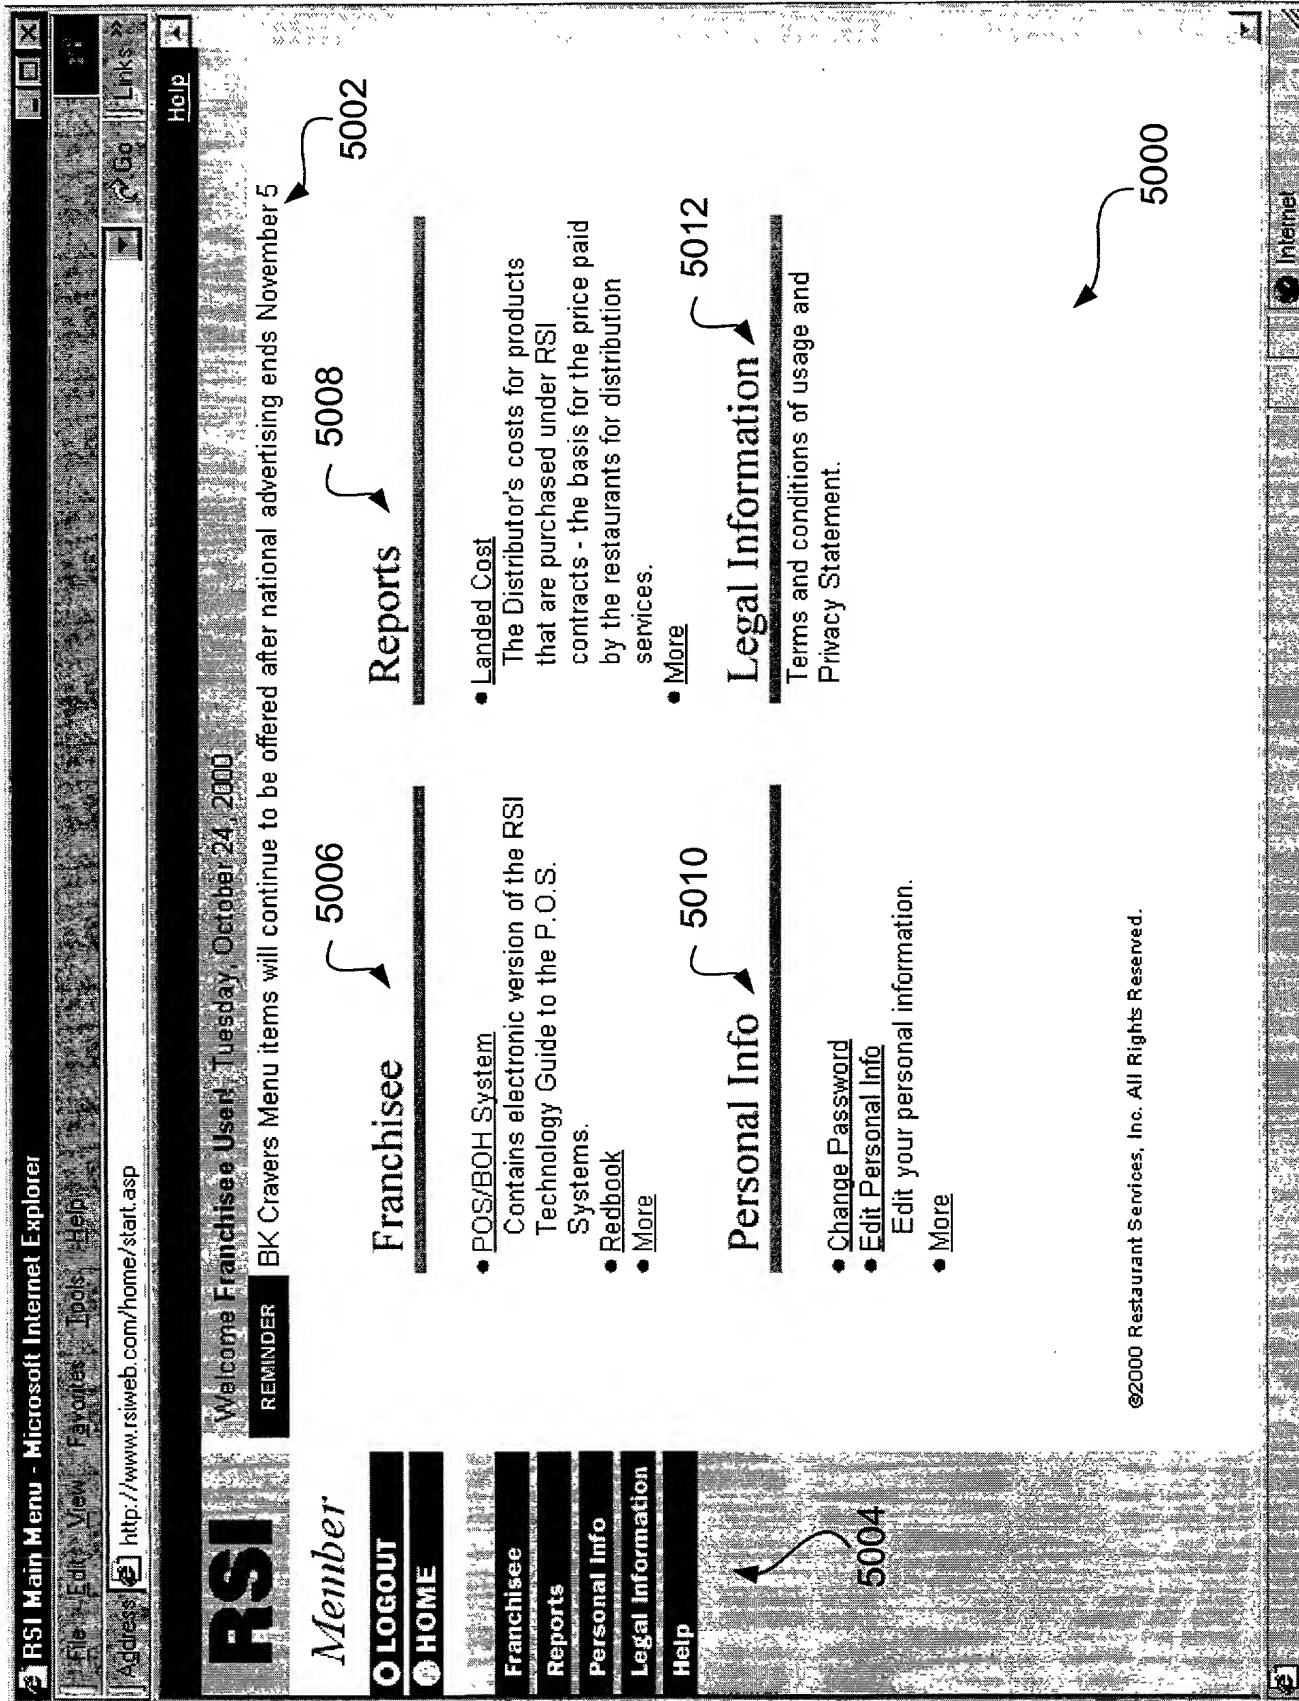 RSI Main Menu - Microsoft Internet Explorer
File Edit View Favorites Tools Help
Address http://www.rsiweb.com/home/start.asp Go Links »
Help
RSI
Welcome Franchisee User! Tuesday, October 24, 2000
REMINDER BK Cravers Menu items will continue to be offered after national advertising ends November 5
5002
Member
LOGOUT
HOME
Franchisee
Reports
Personal Info
Legal Information
Help
5004
5006
Franchisee
• POS/BOH System
Contains electronic version of the RSI
Technology Guide to the P.O.S.
Systems.
• Redbook
• More
5008
Reports
• Landed Cost
The Distributor's costs for products
that are purchased under RSI
contracts - the basis for the price paid
by the restaurants for distribution
services.
• More
5010
Personal Info
• Change Password
• Edit Personal Info
Edit your personal information.
• More
5012
Legal Information
Terms and conditions of usage and
Privacy Statement.
5000
©2000 Restaurant Services, Inc. All Rights Reserved.
Internet